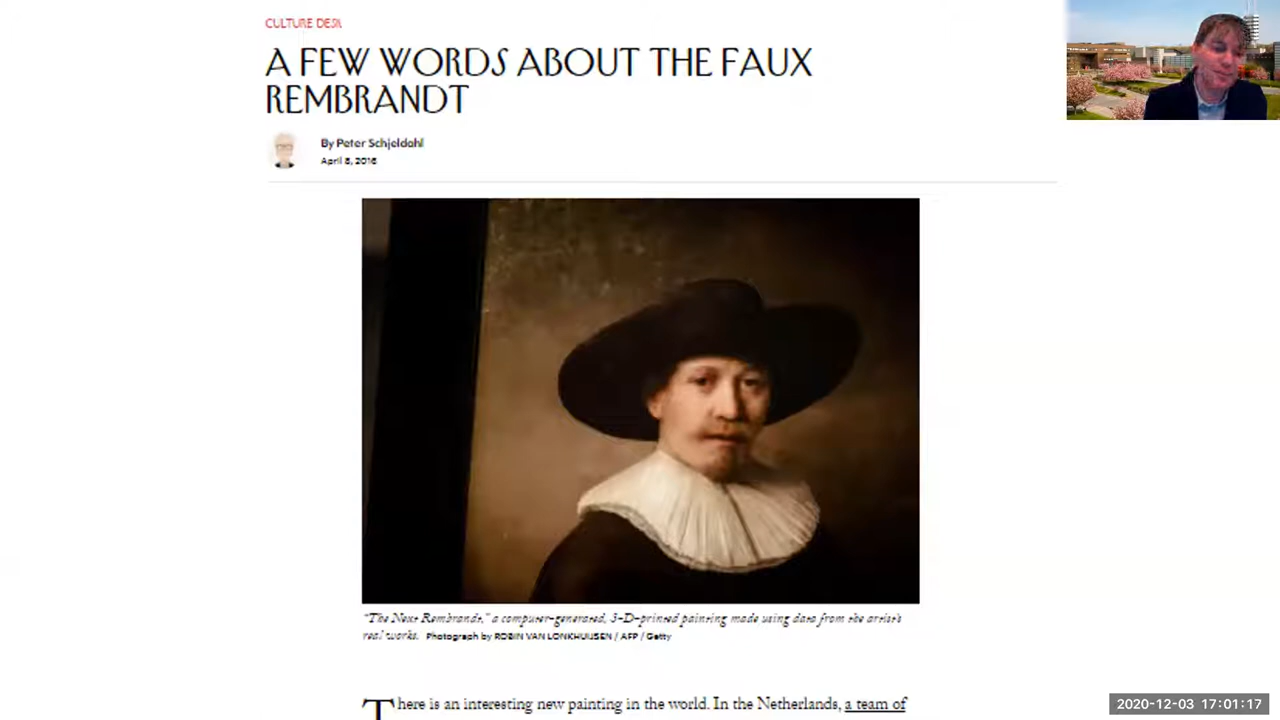 CULTURE DESK
A FEW WORDS ABOUT THE FAUX
REMBRANDT
By Peter Schjeldahl
April 8, 2016
"The Next Rembrandt," a computer-generated, 3-D-printed painting made using data from the artist's
real works. Photograph by ROBIN VAN LONKHUIJSEN / AFP / Getty
There is an interesting new painting in the world. In the Netherlands, a team of
2020-12-03 17:01:17